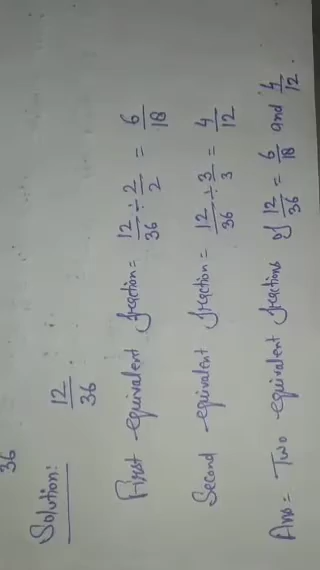 36
Solution:
12/36
First equivalent fraction = 12/36 ÷ 2/2 = 6/18
Second equivalent fraction = 12/36 ÷ 3/3 = 4/12
Ans = Two equivalent fractions of 12/36 = 6/18 and 4/12.